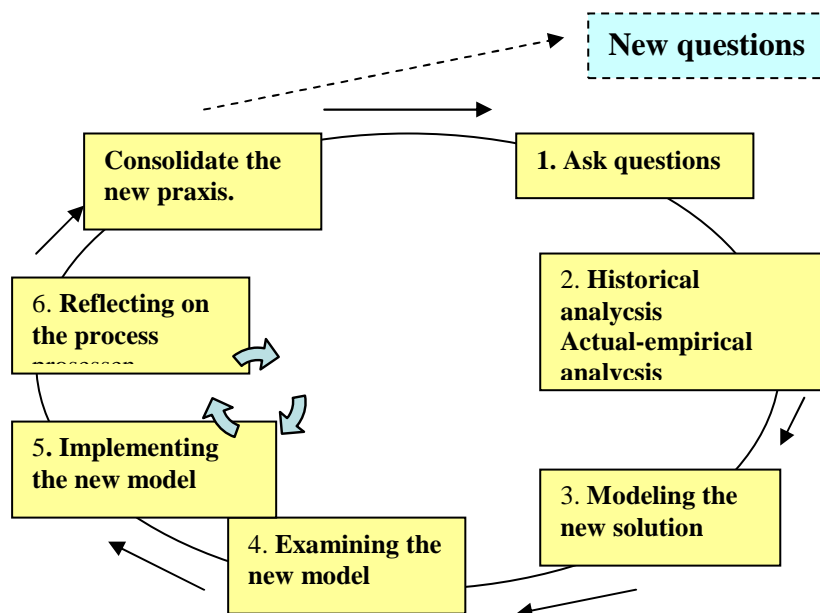 New questions
Consolidate the
new praxis.
1. Ask questions
2. Historical
analycsis
Actual-empirical
analycsis
3. Modeling the
new solution
4. Examining the
new model
5. Implementing
the new model
6. Reflecting on
the process